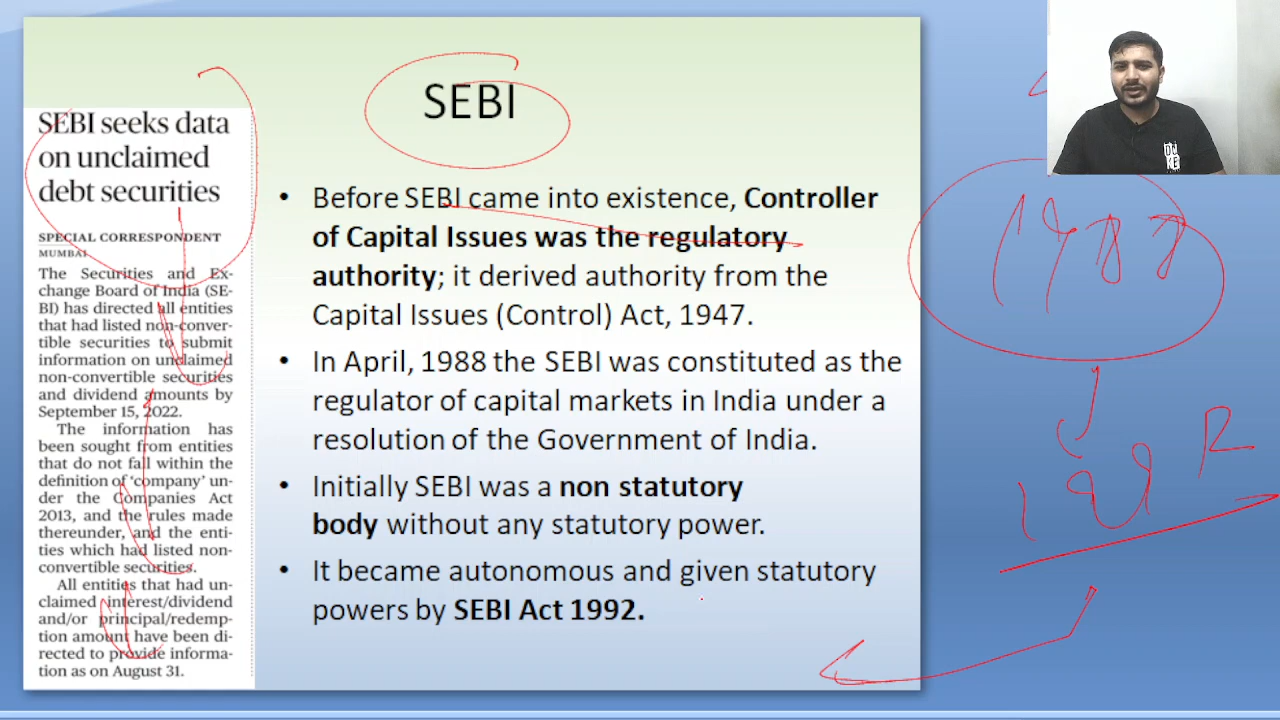 SEBI seeks data
on unclaimed
debt securities
SPECIAL CORRESPONDENT
MUMBAI
The Securities and Ex-
change Board of India (SE-
BI) has directed all entities
that had listed non-conver-
tible securities to submit
information on unclaimed
non-convertible securities
and dividend amounts by
September 15, 2022.
The information has
been sought from entities
that do not fall within the
definition of 'company' un-
der the Companies Act
2013, and the rules made
thereunder, and the enti-
ties which had listed non-
convertible securities.
All entities that had un-
claimed interest/dividend
and/or principal/redemp-
tion amount have been di-
rected to provide informa-
tion as on August 31.
SEBI
• Before SEBI came into existence, Controller
of Capital Issues was the regulatory
authority; it derived authority from the
Capital Issues (Control) Act, 1947.
• In April, 1988 the SEBI was constituted as the
regulator of capital markets in India under a
resolution of the Government of India.
• Initially SEBI was a non statutory
body without any statutory power.
• It became autonomous and given statutory
powers by SEBI Act 1992.
1988